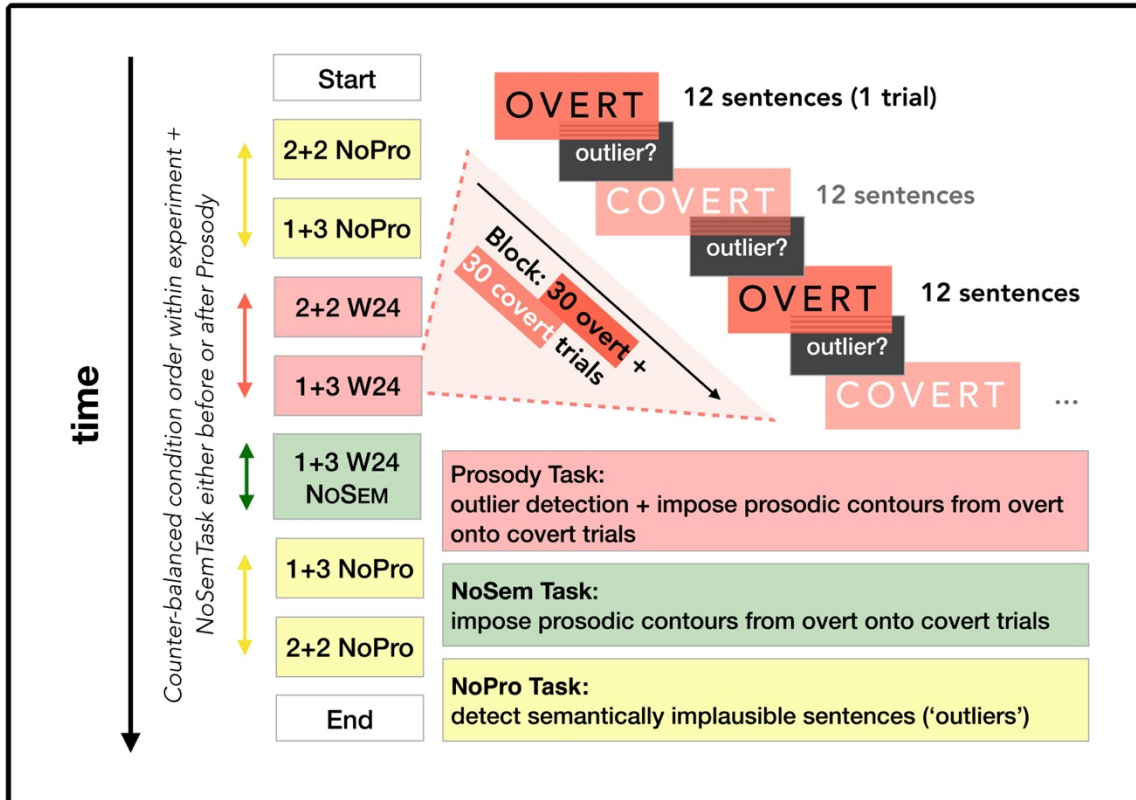 time
Counter-balanced condition order within experiment +
NoSemTask either before or after Prosody
Start
2+2 NoPro
1+3 NoPro
2+2 W24
1+3 W24
1+3 W24
NOSEM
1+3 NoPro
2+2 NoPro
End
Block: 30 overt +
30 covert trials
OVERT
12 sentences (1 trial)
outlier?
COVERT
12 sentences
outlier?
OVERT
12 sentences
outlier?
COVERT
...
Prosody Task:
outlier detection + impose prosodic contours from overt
onto covert trials
NoSem Task:
impose prosodic contours from overt onto covert trials
NoPro Task:
detect semantically implausible sentences (‘outliers’)